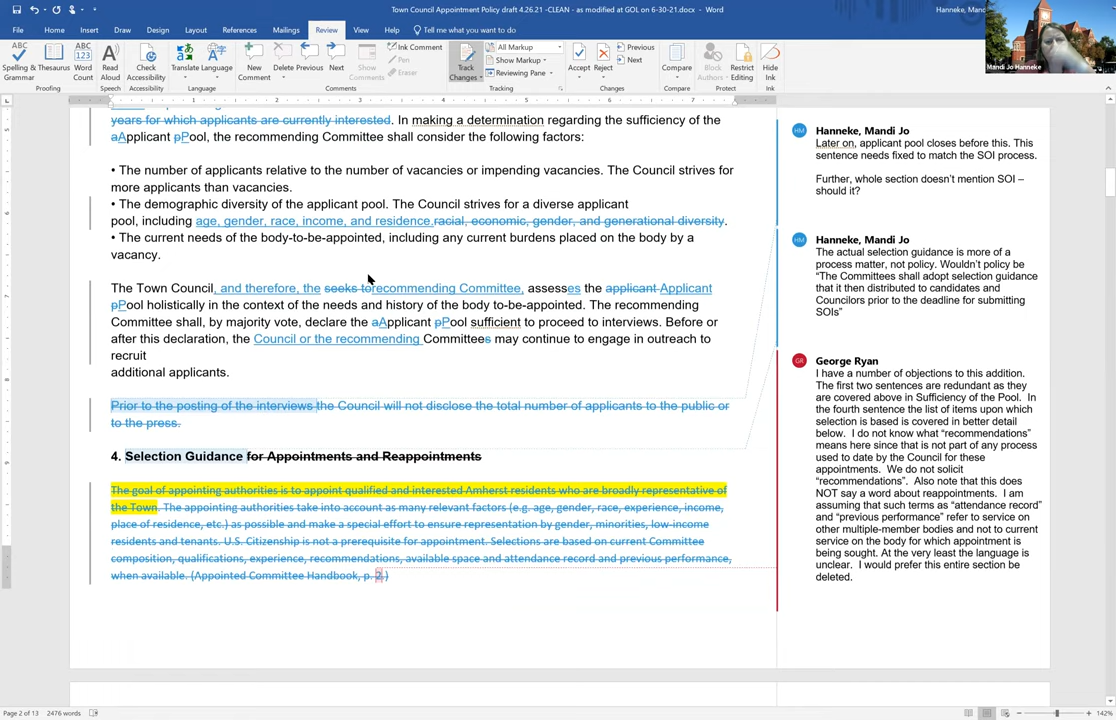 Town Council Appointment Policy draft 4.26.21 -CLEAN - as modified at GOL on 6-30-21.docx - Word
Hanneke, Mandi
File Home Insert Draw Design Layout References Mailings Review View Help Tell me what you want to do
Spelling & Grammar
Thesaurus
Word Count
Read Aloud
Check Accessibility
Translate
Language
New Comment
Delete
Previous
Next
Show Comments
Ink Comment
Pen
Eraser
Track Changes
All Markup
Show Markup
Reviewing Pane
Accept
Reject
Previous
Next
Compare
Block Authors
Restrict Editing
Hide Ink
Mandi Jo Hanneke
Proofing Speech Accessibility Language Comments Tracking Changes Compare Protect Ink
years for which applicants are currently interested. In making a determination regarding the sufficiency of the
aApplicant pPool, the recommending Committee shall consider the following factors:
• The number of applicants relative to the number of vacancies or impending vacancies. The Council strives for
more applicants than vacancies.
• The demographic diversity of the applicant pool. The Council strives for a diverse applicant
pool, including age, gender, race, income, and residence.racial, economic, gender, and generational diversity.
• The current needs of the body-to-be-appointed, including any current burdens placed on the body by a
vacancy.
The Town Council, and therefore, the seeks torecommending Committee, assesses the applicant Applicant
pPool holistically in the context of the needs and history of the body to-be-appointed. The recommending
Committee shall, by majority vote, declare the aApplicant pPool sufficient to proceed to interviews. Before or
after this declaration, the Council or the recommending Committees may continue to engage in outreach to
recruit
additional applicants.
Prior to the posting of the interviews the Council will not disclose the total number of applicants to the public or
to the press.
4. Selection Guidance for Appointments and Reappointments
The goal of appointing authorities is to appoint qualified and interested Amherst residents who are broadly representative of
the Town. The appointing authorities take into account as many relevant factors (e.g. age, gender, race, experience, income,
place of residence, etc.) as possible and make a special effort to ensure representation by gender, minorities, low-income
residents and tenants. U.S. Citizenship is not a prerequisite for appointment. Selections are based on current Committee
composition, qualifications, experience, recommendations, available space and attendance record and previous performance,
when available. (Appointed Committee Handbook, p. 2.)
HM
Hanneke, Mandi Jo
Later on, applicant pool closes before this. This
sentence needs fixed to match the SOI process.
Further, whole section doesn't mention SOI –
should it?
HM
Hanneke, Mandi Jo
The actual selection guidance is more of a
process matter, not policy. Wouldn't policy be
"The Committees shall adopt selection guidance
that it then distributed to candidates and
Councilors prior to the deadline for submitting
SOIs"
GR
George Ryan
I have a number of objections to this addition.
The first two sentences are redundant as they
are covered above in Sufficiency of the Pool. In
the fourth sentence the list of items upon which
selection is based is covered in better detail
below. I do not know what "recommendations"
means here since that is not part of any process
used to date by the Council for these
appointments. We do not solicit
"recommendations". Also note that this does
NOT say a word about reappointments. I am
assuming that such terms as "attendance record"
and "previous performance" refer to service on
other multiple-member bodies and not to current
service on the body for which appointment is
being sought. At the very least the language is
unclear. I would prefer this entire section be
deleted.
Page 2 of 13 2476 words
142%